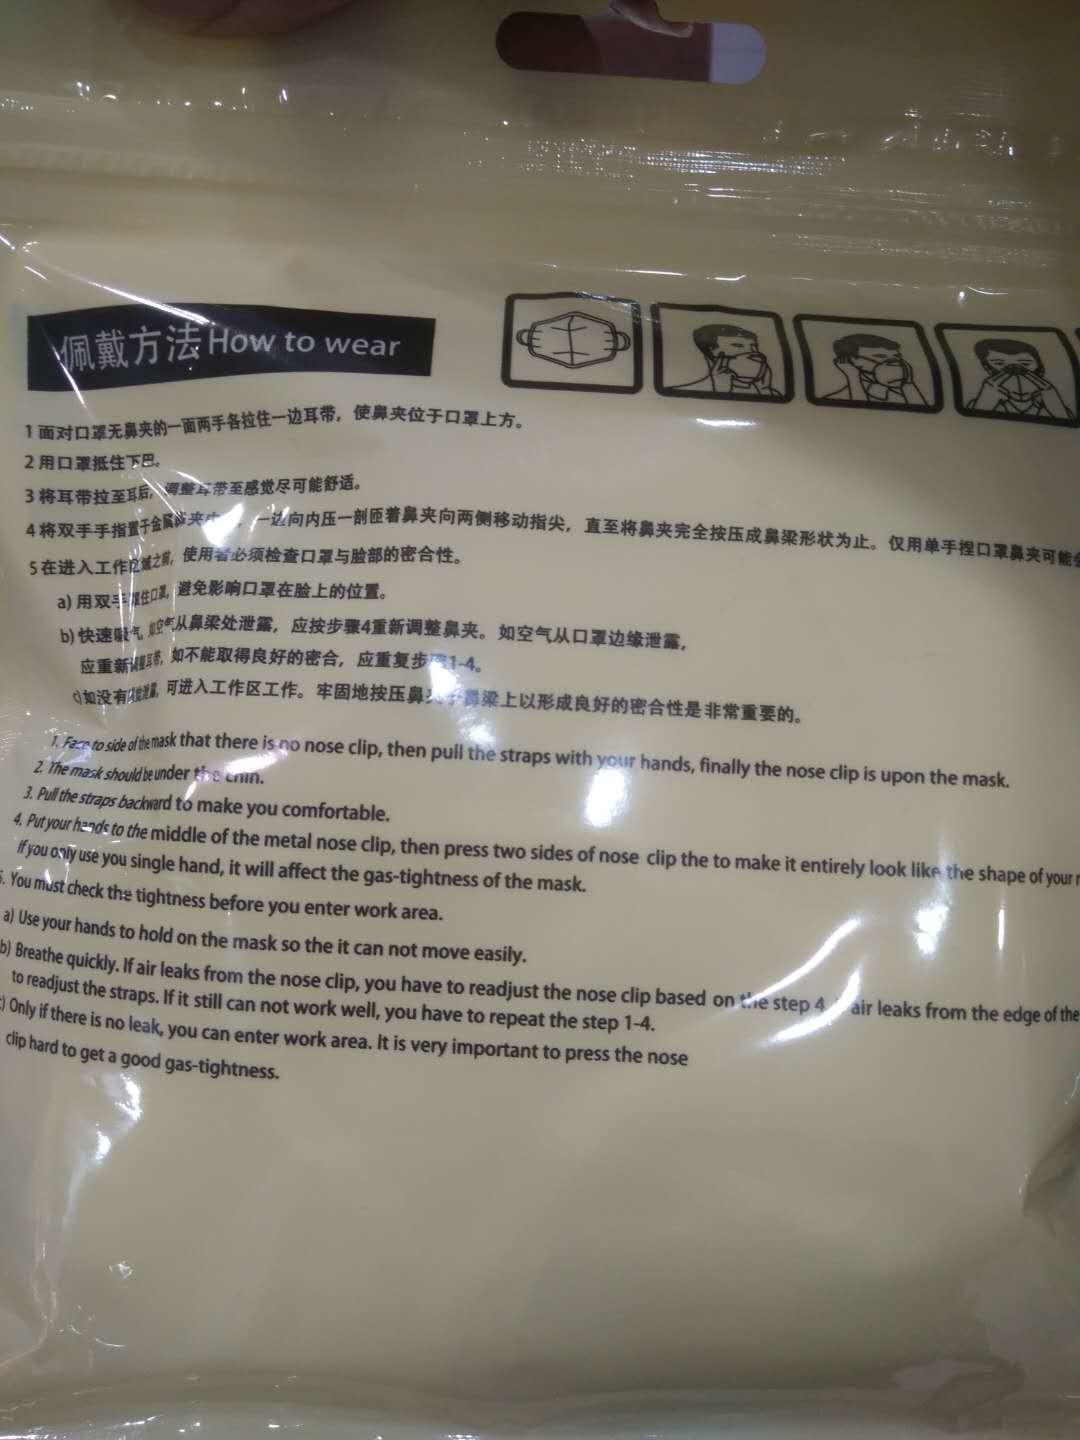 佩戴方法 How to wear
1 面对口罩无鼻夹的一面两手各拉住一边耳带，使鼻夹位于口罩上方。
2 用口罩抵住下巴。
3 将耳带拉至耳后，调整耳带至感觉尽可能舒适。
4 将双手手指置于金属鼻夹中 一边向内压一剖匝着鼻夹向两侧移动指尖，直至将鼻夹完全按压成鼻梁形状为止。仅用单手捏口罩鼻夹可能
5 在进入工作区域之前，使用者必须检查口罩与脸部的密合性。
a) 用双手 住口罩，避免影响口罩在脸上的位置。
b) 快速吸气，如空气从鼻梁处泄露，应按步骤4重新调整鼻夹。如空气从口罩边缘泄露，
应重新调整耳带，如不能取得良好的密合，应重复步骤1-4。
c) 如没有 泄露，可进入工作区工作。牢固地按压鼻夹于鼻梁上以形成良好的密合性是非常重要的。
1. Face to side of the mask that there is no nose clip, then pull the straps with your hands, finally the nose clip is upon the mask.
2. The mask should be under the chin.
3. Pull the straps backward to make you comfortable.
4. Put your hands to the middle of the metal nose clip, then press two sides of nose clip the to make it entirely look like the shape of your
If you only use you single hand, it will affect the gas-tightness of the mask.
5. You must check the tightness before you enter work area.
a) Use your hands to hold on the mask so the it can not move easily.
b) Breathe quickly. If air leaks from the nose clip, you have to readjust the nose clip based on the step 4 air leaks from the edge of the
to readjust the straps. If it still can not work well, you have to repeat the step 1-4.
c) Only if there is no leak, you can enter work area. It is very important to press the nose
clip hard to get a good gas-tightness.